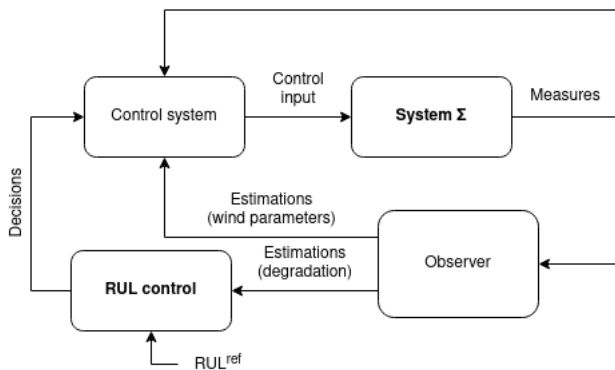 Control system
Control
input
System Σ
Measures
Decisions
Estimations
(wind parameters)
Estimations
(degradation)
Observer
RUL control
RUL^ref